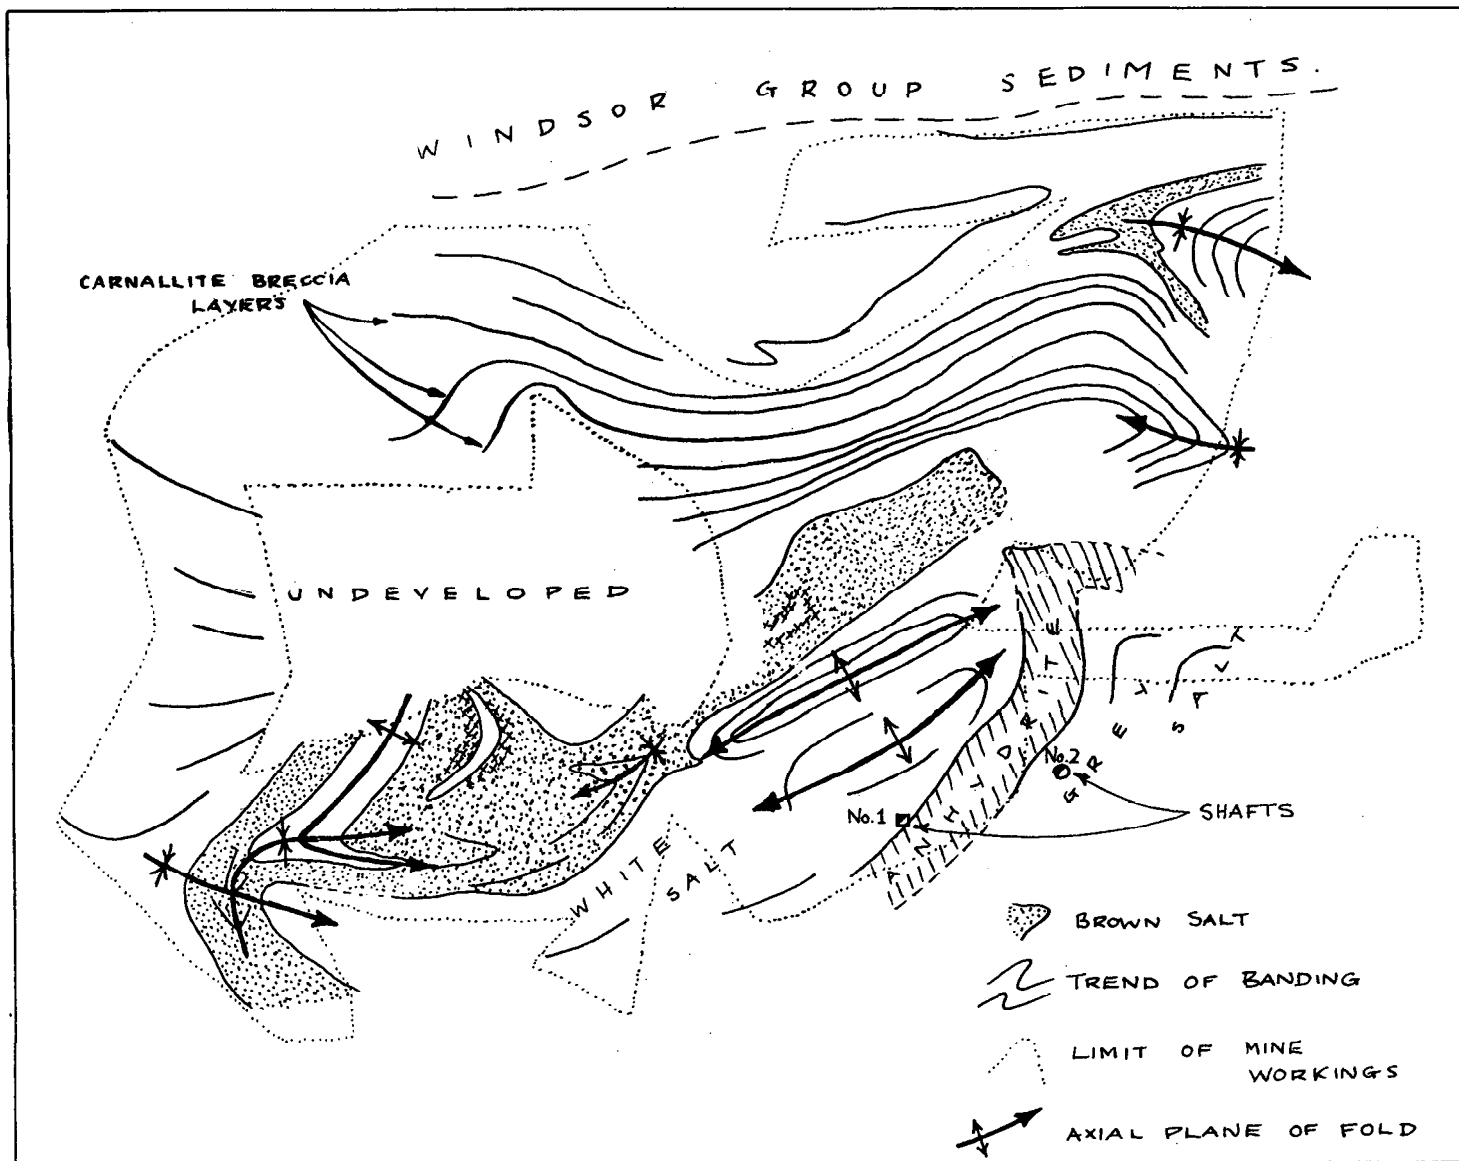 WINDSOR GROUP SEDIMENTS.
CARNALLITE BRECCIA
LAYERS
UNDEVELOPED
ANHYDRITE
GREY SALT
No.2
No.1
SHAFTS
WHITE
SALT
BROWN SALT
TREND OF BANDING
LIMIT OF MINE
WORKINGS
AXIAL PLANE OF FOLD